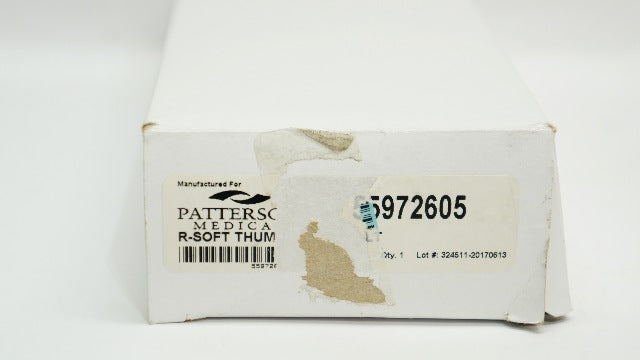 Manufactured For
PATTERSO
MEDICA
5972605
R-SOFT THUM
Qty. 1 Lot #: 324511-20170613